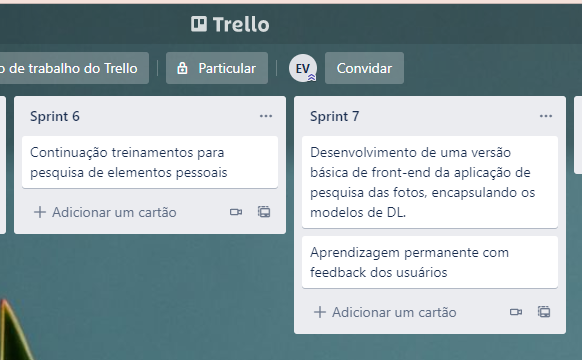 Trello
o de trabalho do Trello
Particular
EV
Convidar
Sprint 6
Continuação treinamentos para
pesquisa de elementos pessoais
Adicionar um cartão
Sprint 7
Desenvolvimento de uma versão
básica de front-end da aplicação de
pesquisa das fotos, encapsulando os
modelos de DL.
Aprendizagem permanente com
feedback dos usuários
Adicionar um cartão